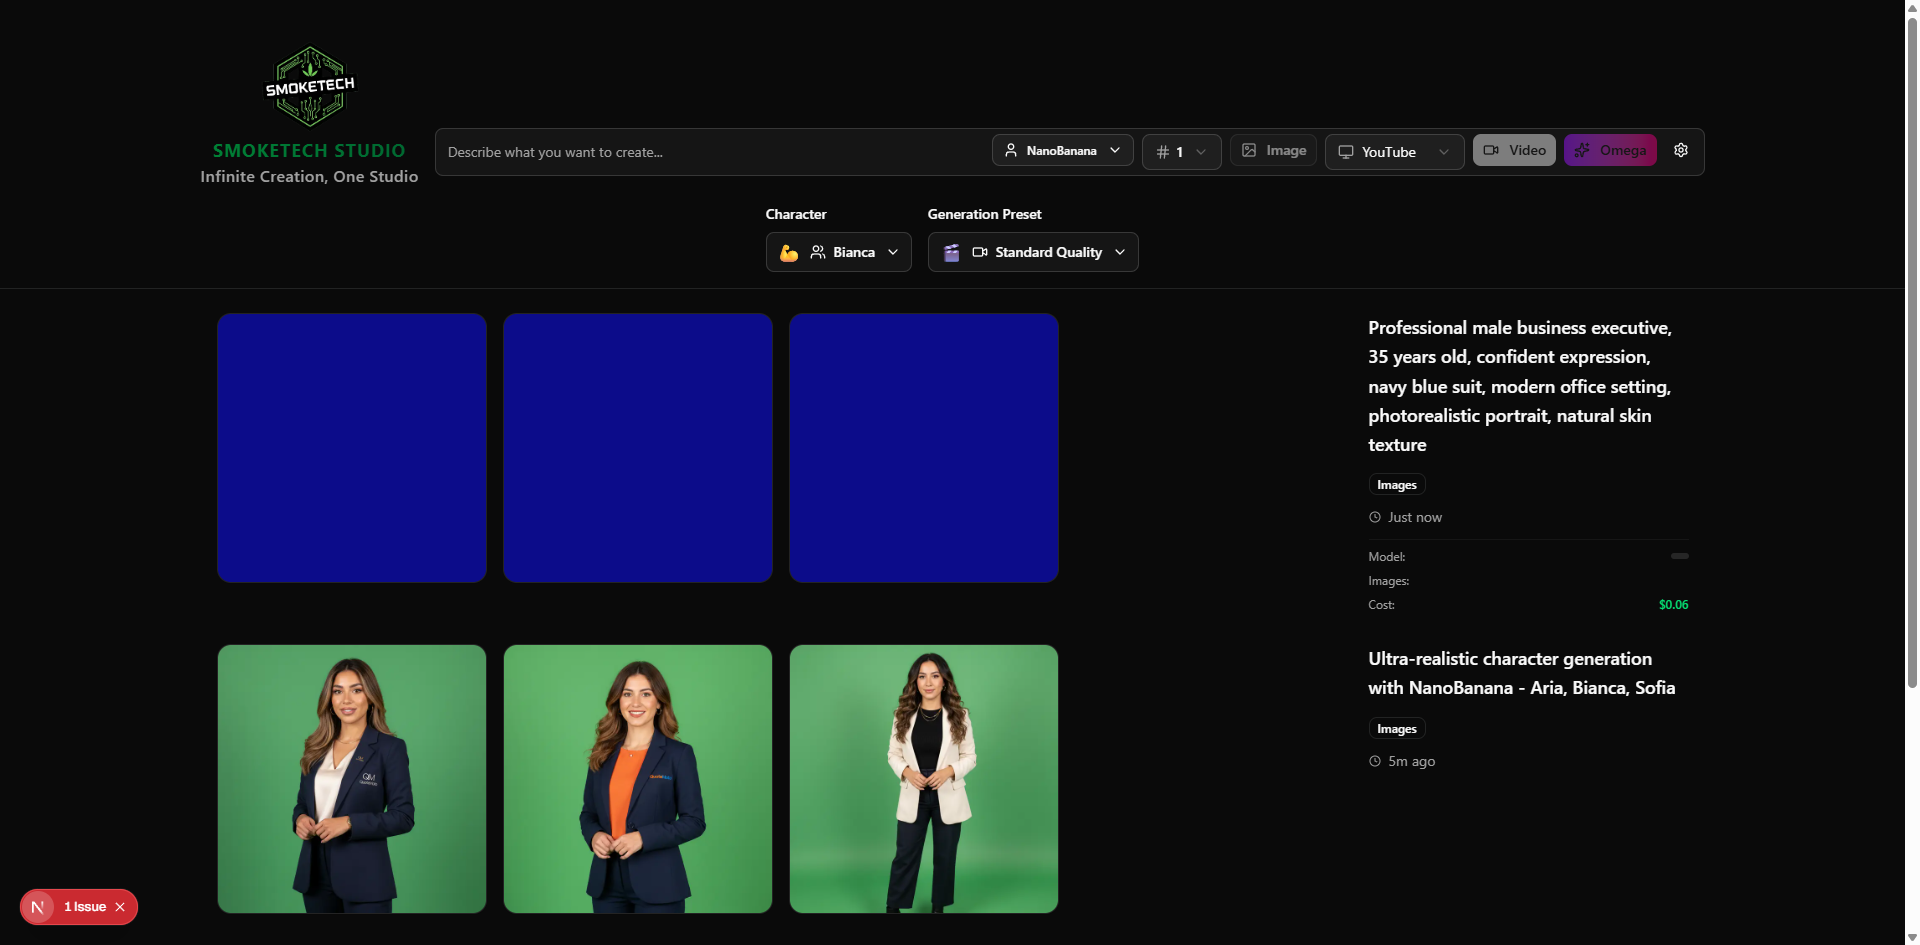 SMOKETECH
SMOKETECH STUDIO
Infinite Creation, One Studio
Describe what you want to create...
NanoBanana
1
Image
YouTube
Video
Omega
Character
Generation Preset
Bianca
Standard Quality
Professional male business executive,
35 years old, confident expression,
navy blue suit, modern office setting,
photorealistic portrait, natural skin
texture
Images
Just now
Model:
Images:
Cost:
$0.06
Ultra-realistic character generation
with NanoBanana - Aria, Bianca, Sofia
Images
5m ago
QM
N
1 Issue